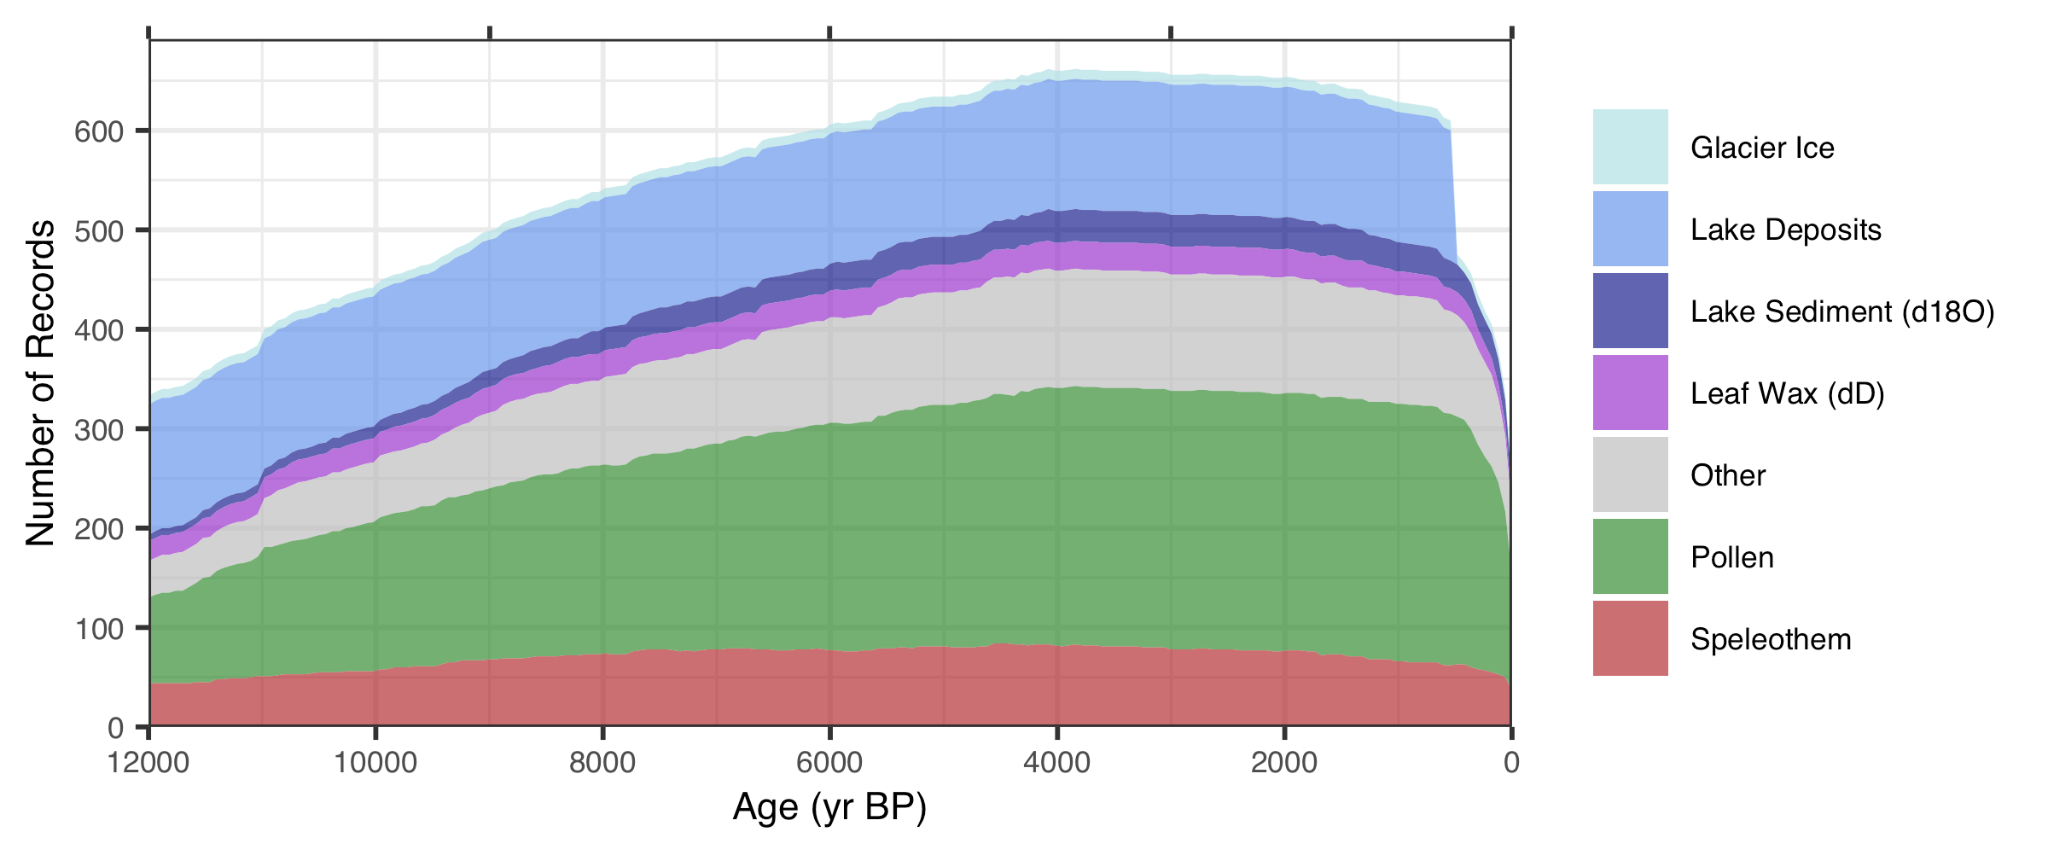 Number of Records
600
500
400
300
200
100
0
12000 10000 8000 6000 4000 2000 0
Age (yr BP)
Glacier Ice
Lake Deposits
Lake Sediment (d18O)
Leaf Wax (dD)
Other
Pollen
Speleothem